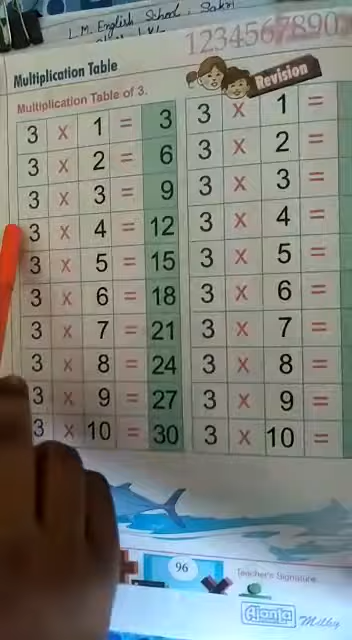 L. M. English School, Sakri
1234567890
Multiplication Table
Revision
Multiplication Table of 3.
3 x 1 = 3
3 x 2 = 6
3 x 3 = 9
3 x 4 = 12
3 x 5 = 15
3 x 6 = 18
3 x 7 = 21
3 x 8 = 24
3 x 9 = 27
3 x 10 = 30
3 x 1 =
3 x 2 =
3 x 3 =
3 x 4 =
3 x 5 =
3 x 6 =
3 x 7 =
3 x 8 =
3 x 9 =
3 x 10 =
96
Teacher's Signature
Ajanta Milky